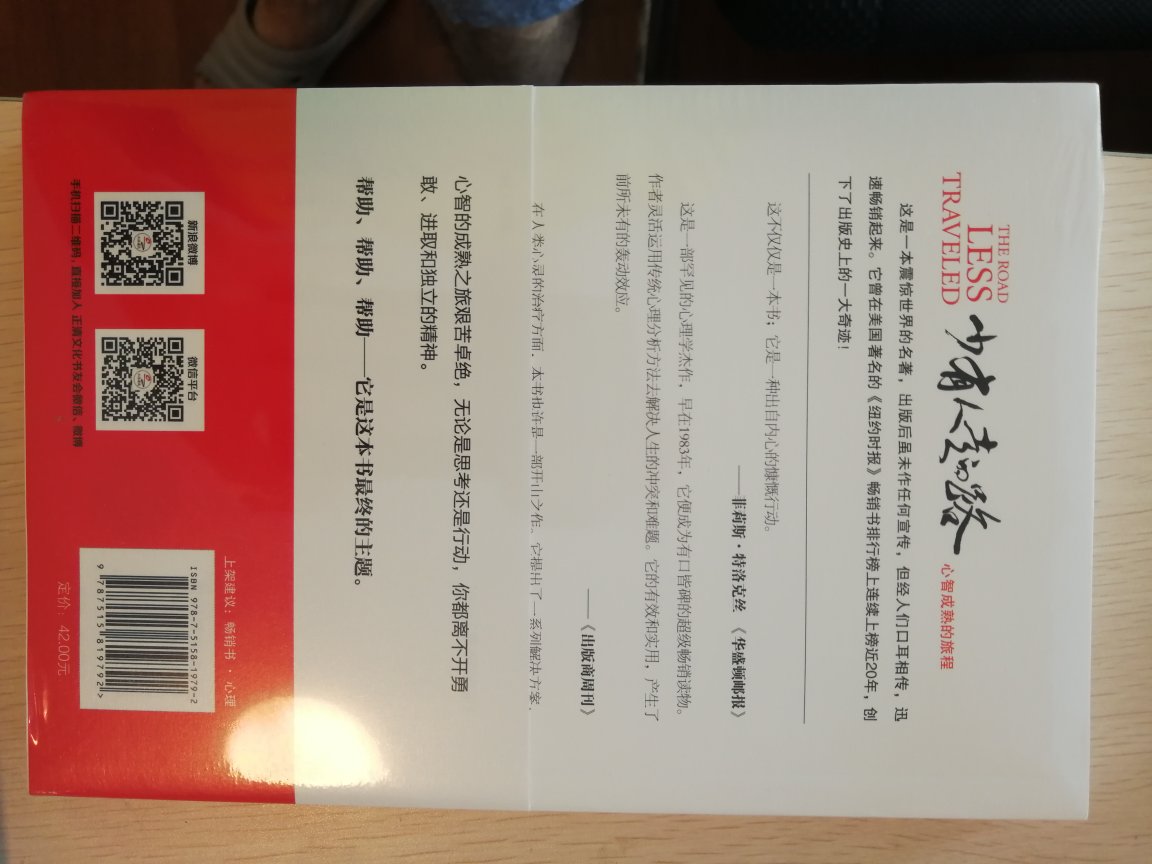 THE ROAD
LESS
TRAVELED
少有人走的路
心智成熟的旅程
这是一本震惊世界的名著，出版后虽未作任何宣传，但经人们口耳相传，迅
速畅销起来。它曾在美国著名的《纽约时报》畅销书排行榜上连续上榜近20年，创
下了出版史上的一大奇迹！
这不仅仅是一本书；它是一种出自内心的慷慨行动。
——菲莉斯·特洛克丝 《华盛顿邮报》
这是一部罕见的心理学杰作，早在1983年，它便成为有口皆碑的超级畅销读物。
作者灵活运用传统心理分析方法去解决人生的冲突和难题。它的有效和实用，产生了
前所未有的轰动效应。
——《出版商周刊》
在人类心灵的治疗方面，本书也许是一部开山之作，它提出了一系列解决方案，
心智的成熟之旅艰苦卓绝，无论是思考还是行动，你都离不开勇
敢、进取和独立的精神。
帮助、帮助、帮助——它是这本书最终的主题。
新浪微博
微信平台
手机扫描二维码，直接加入 正清文化书友会微信、微博
上架建议：畅销书·心理
ISBN 978-7-5158-1979-2
9 787515 819792 >
定价：42.00元